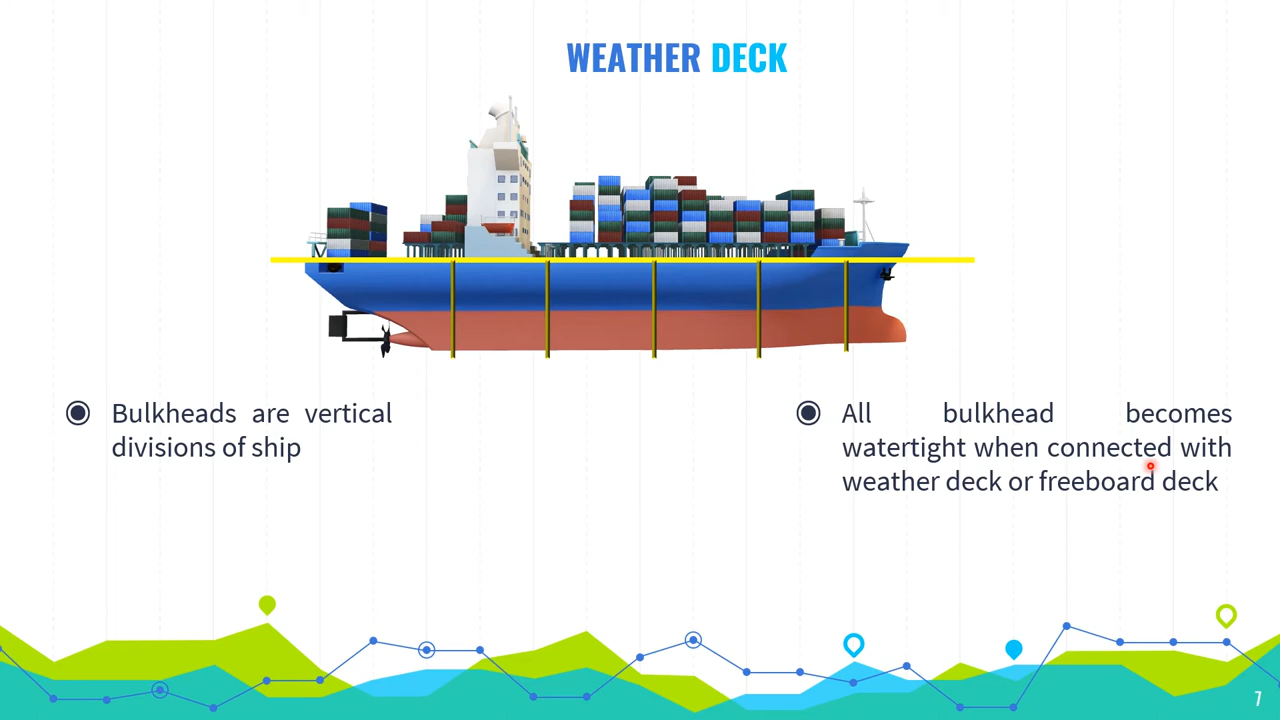 WEATHER DECK
Bulkheads are vertical
divisions of ship
All bulkhead becomes
watertight when connected with
weather deck or freeboard deck
7